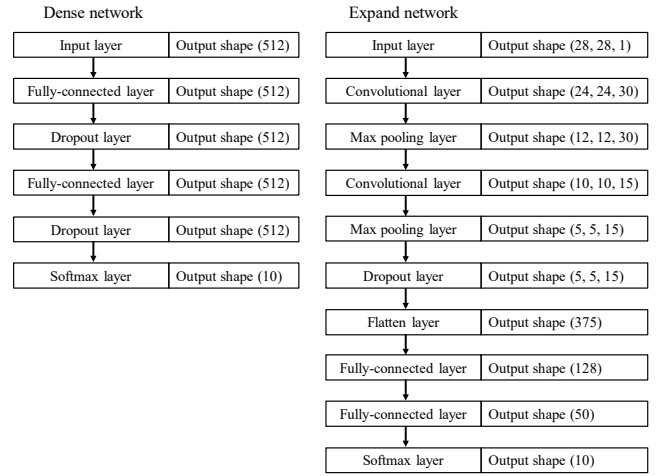 Dense network
Input layer Output shape (512)
Fully-connected layer Output shape (512)
Dropout layer Output shape (512)
Fully-connected layer Output shape (512)
Dropout layer Output shape (512)
Softmax layer Output shape (10)
Expand network
Input layer Output shape (28, 28, 1)
Convolutional layer Output shape (24, 24, 30)
Max pooling layer Output shape (12, 12, 30)
Convolutional layer Output shape (10, 10, 15)
Max pooling layer Output shape (5, 5, 15)
Dropout layer Output shape (5, 5, 15)
Flatten layer Output shape (375)
Fully-connected layer Output shape (128)
Fully-connected layer Output shape (50)
Softmax layer Output shape (10)